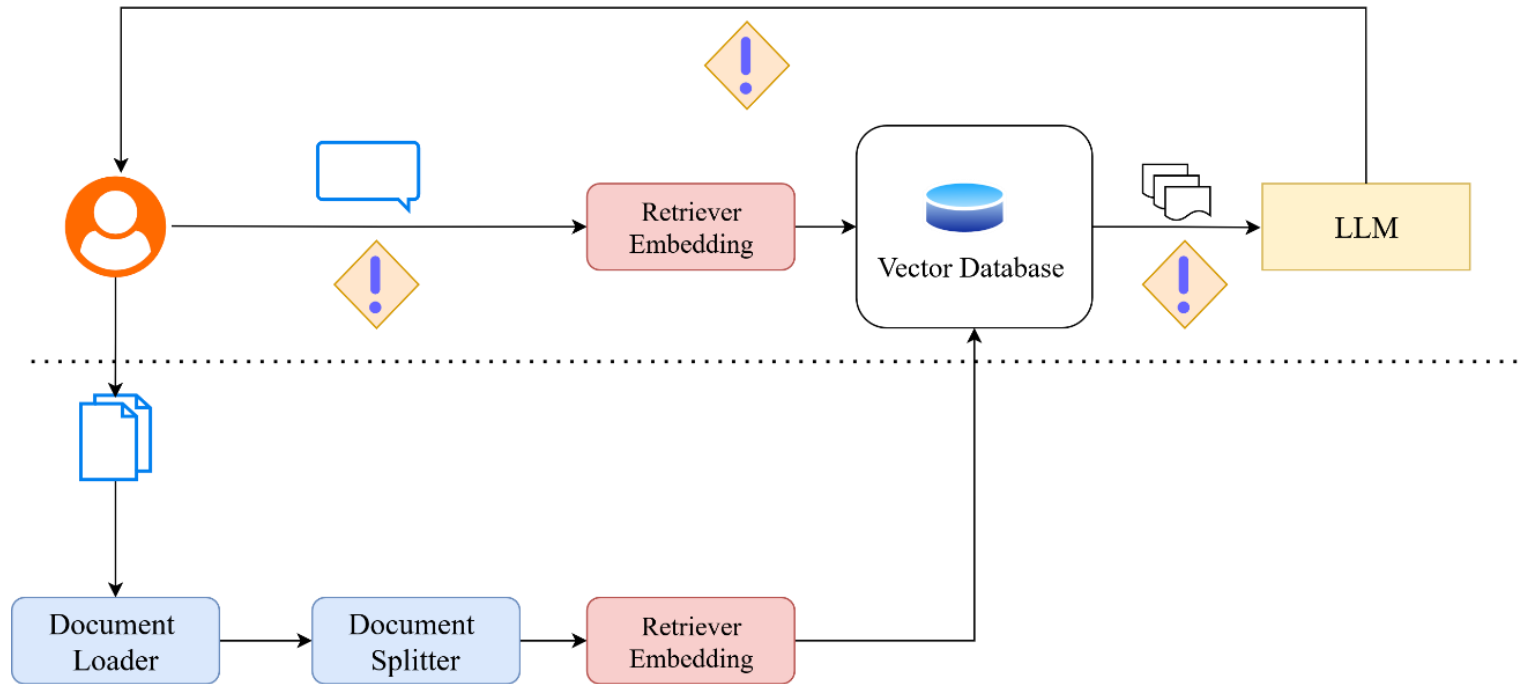 Retriever
Embedding
Vector Database
LLM
Document
Loader
Document
Splitter
Retriever
Embedding